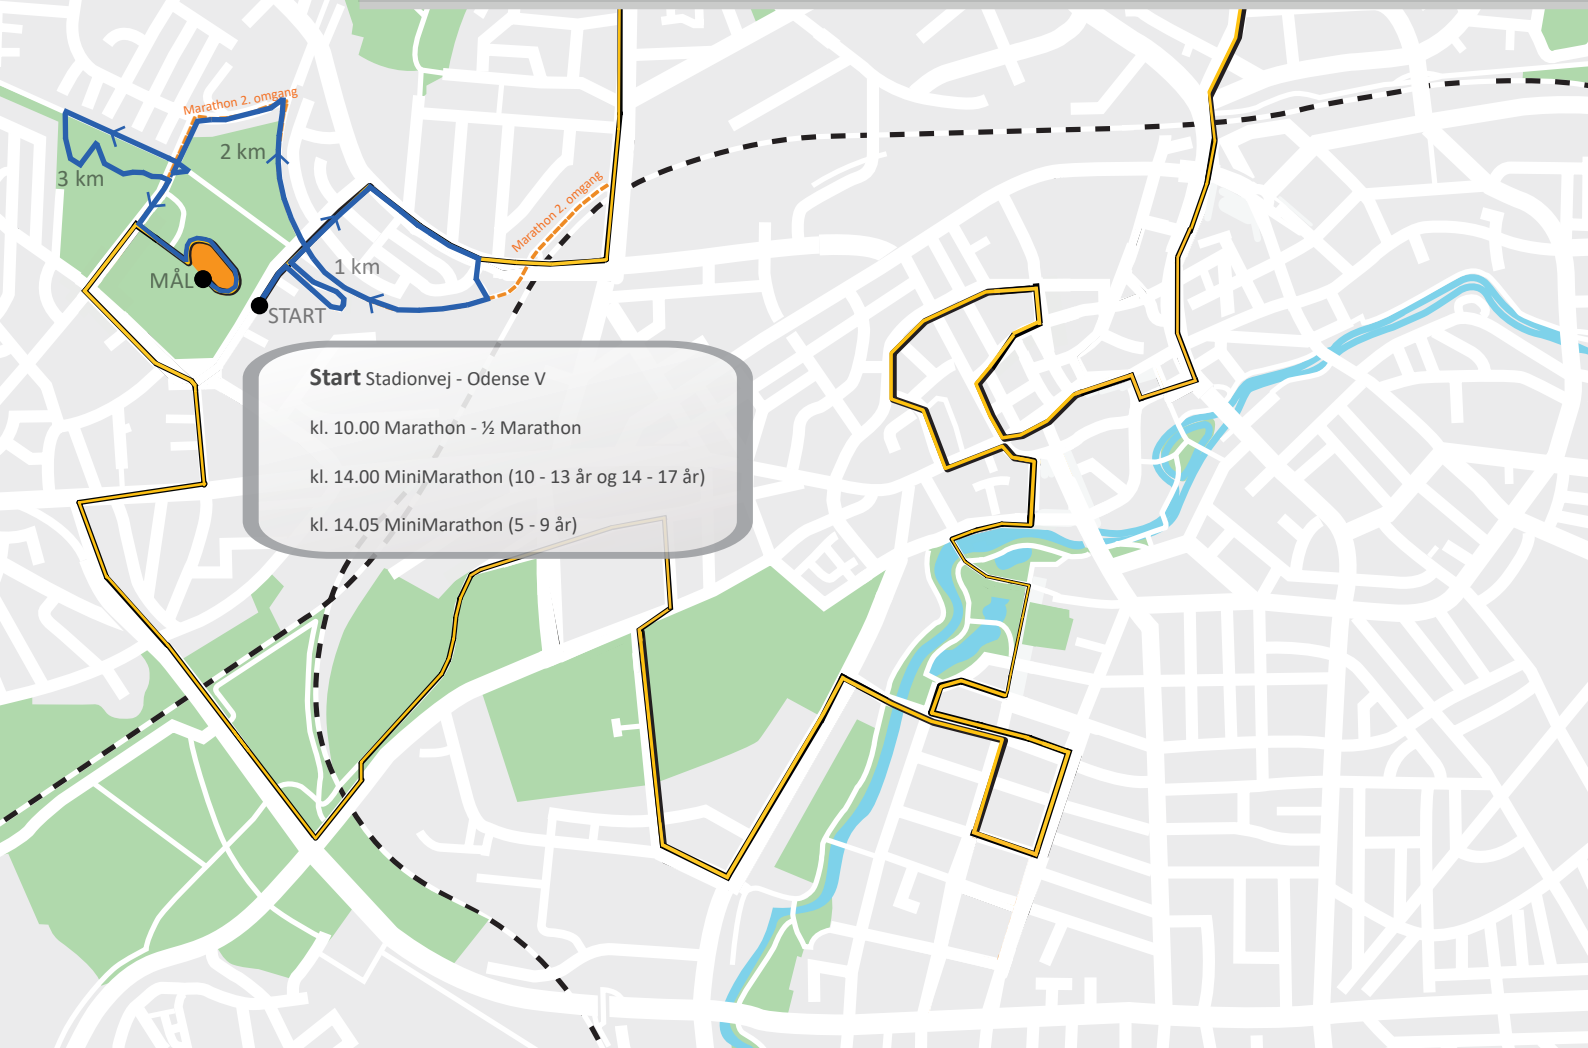 Marathon 2. omgang
2 km
3 km
Marathon 2. omgang
1 km
MÅL
START
Start Stadionvej - Odense V
kl. 10.00 Marathon - ½ Marathon
kl. 14.00 MiniMarathon (10 - 13 år og 14 - 17 år)
kl. 14.05 MiniMarathon (5 - 9 år)